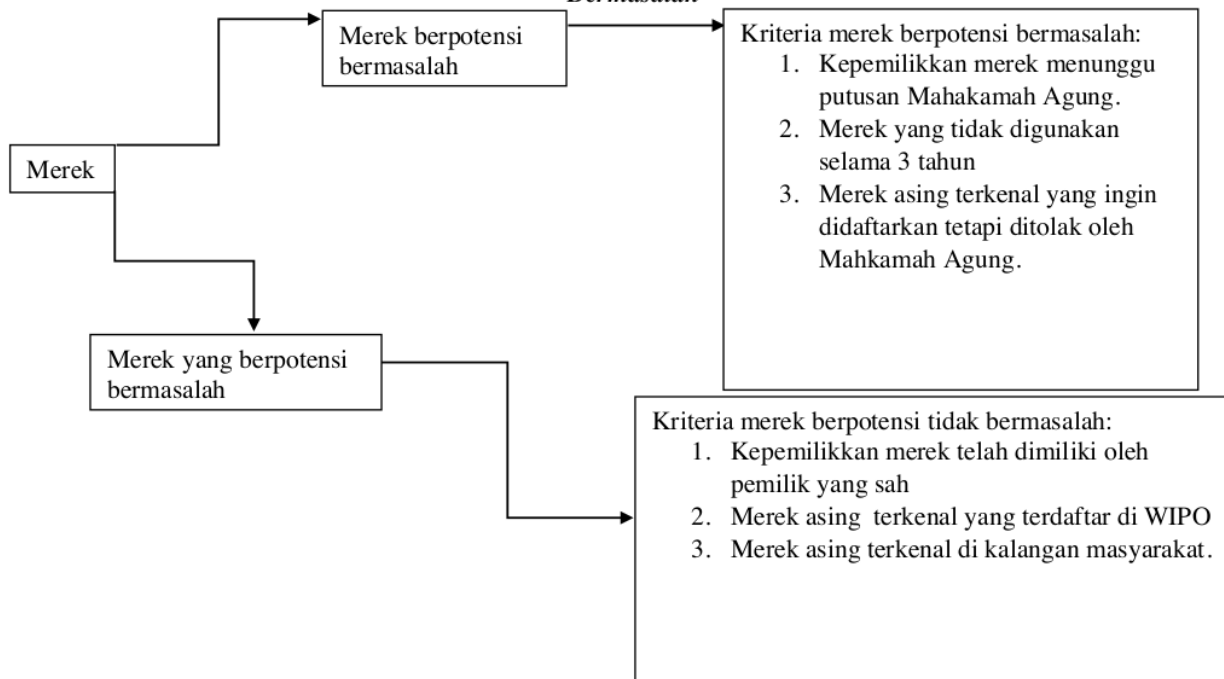 Bermasalah
Merek berpotensi
bermasalah
Kriteria merek berpotensi bermasalah:
1. Kepemilikkan merek menunggu
putusan Mahakamah Agung.
2. Merek yang tidak digunakan
selama 3 tahun
3. Merek asing terkenal yang ingin
didaftarkan tetapi ditolak oleh
Mahkamah Agung.
Merek
Merek yang berpotensi
bermasalah
Kriteria merek berpotensi tidak bermasalah:
1. Kepemilikkan merek telah dimiliki oleh
pemilik yang sah
2. Merek asing terkenal yang terdaftar di WIPO
3. Merek asing terkenal di kalangan masyarakat.